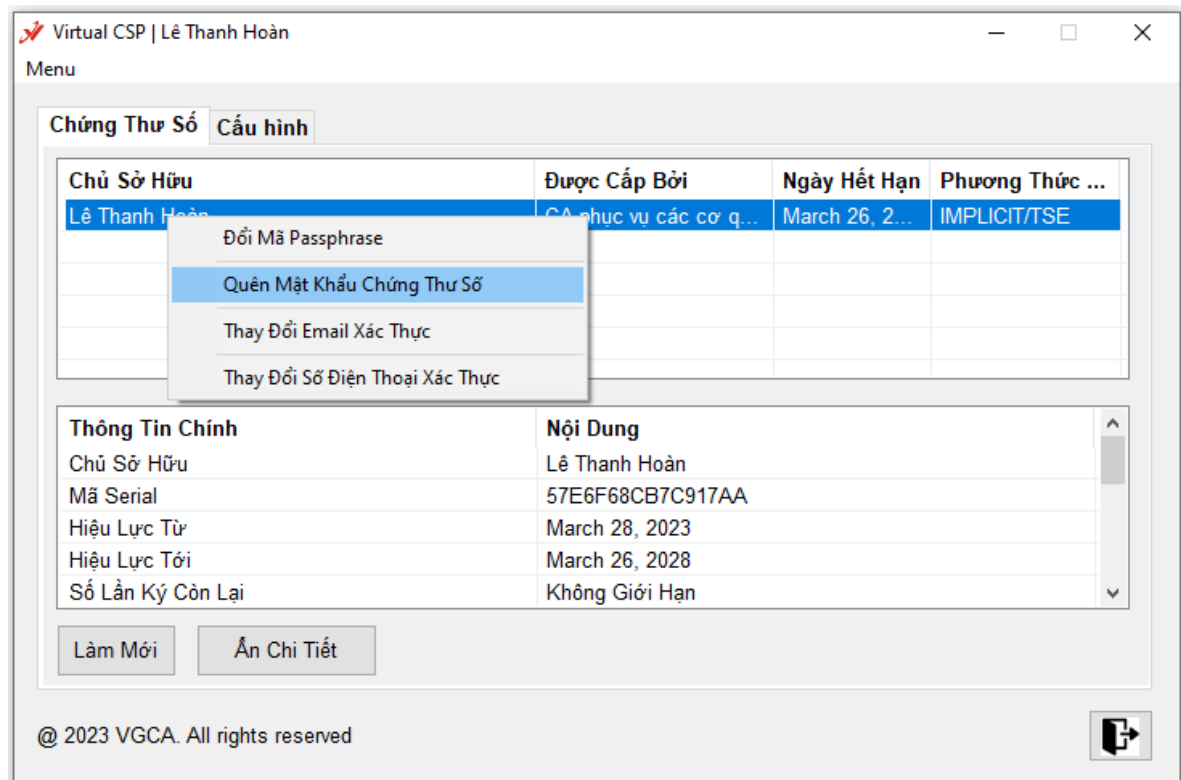 Virtual CSP | Lê Thanh Hoàn
Menu
Chứng Thư Số Cấu hình
Chủ Sở Hữu Được Cấp Bởi Ngày Hết Hạn Phương Thức ...
Lê Thanh Hoàn CA phục vụ các cơ q... March 26, 2... IMPLICIT/TSE
Đổi Mã Passphrase
Quên Mật Khẩu Chứng Thư Số
Thay Đổi Email Xác Thực
Thay Đổi Số Điện Thoại Xác Thực
Thông Tin Chính Nội Dung
Chủ Sở Hữu Lê Thanh Hoàn
Mã Serial 57E6F68CB7C917AA
Hiệu Lực Từ March 28, 2023
Hiệu Lực Tới March 26, 2028
Số Lần Ký Còn Lại Không Giới Hạn
Làm Mới Ẩn Chi Tiết
@ 2023 VGCA. All rights reserved